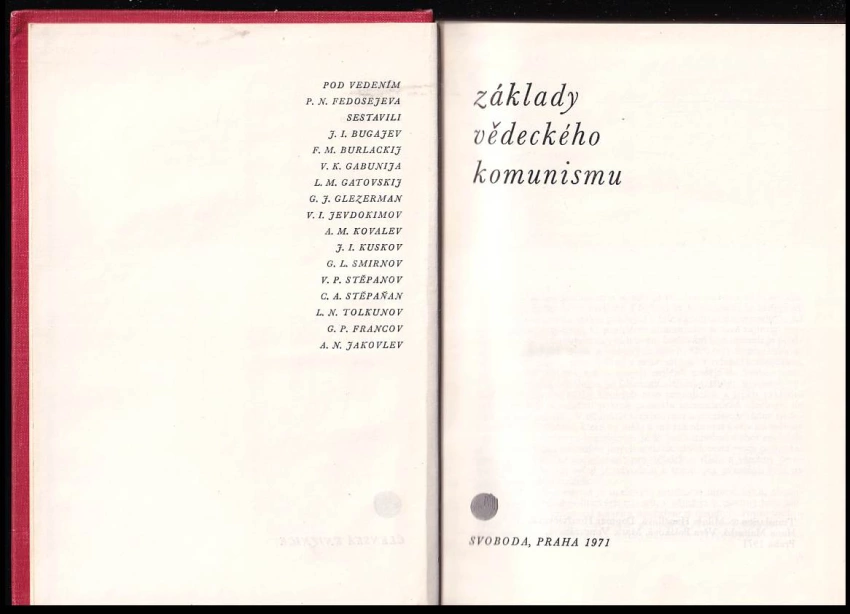 POD VEDENÍM
P. N. FEDOSEJEVA
SESTAVILI
J. I. BUGAJEV
F. M. BURLACKIJ
V. K. GABUNIJA
L. M. GATOVSKIJ
G. J. GLEZERMAN
V. I. JEVDOKIMOV
A. M. KOVALEV
J. I. KUSKOV
G. L. SMIRNOV
V. P. STĚPANOV
C. A. STĚPAŇAN
L. N. TOLKUNOV
G. P. FRANCOV
A. N. JAKOVLEV
základy
vědeckého
komunismu
SVOBODA, PRAHA 1971